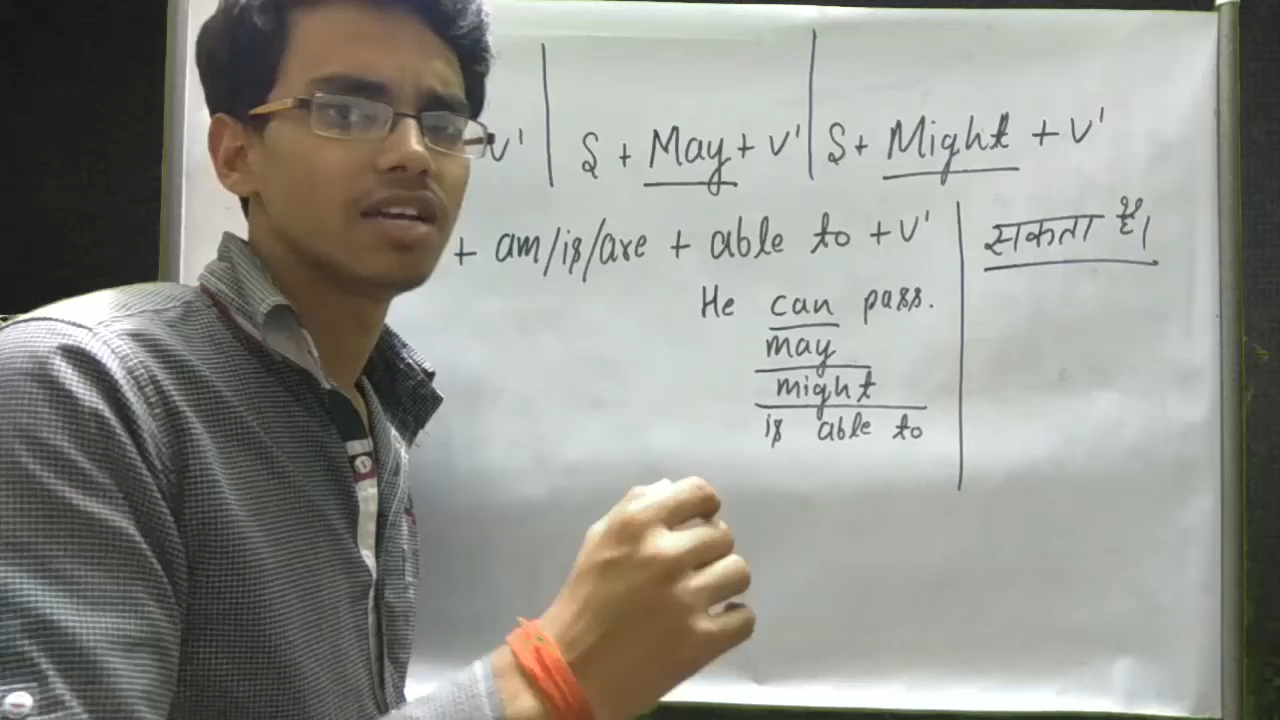 v' | S + May + v' | S + Might + v'
+ am/is/are + able to + v'
सकता है।
He can pass.
may
might
is able to